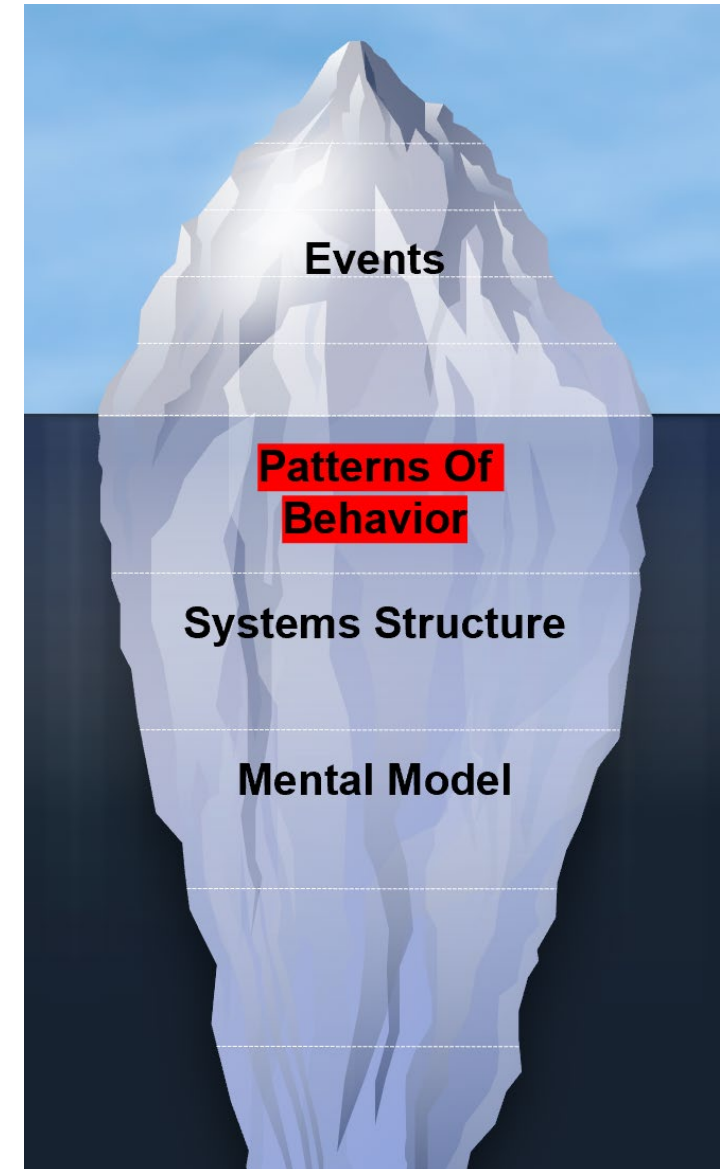 Events
Patterns Of
Behavior
Systems Structure
Mental Model